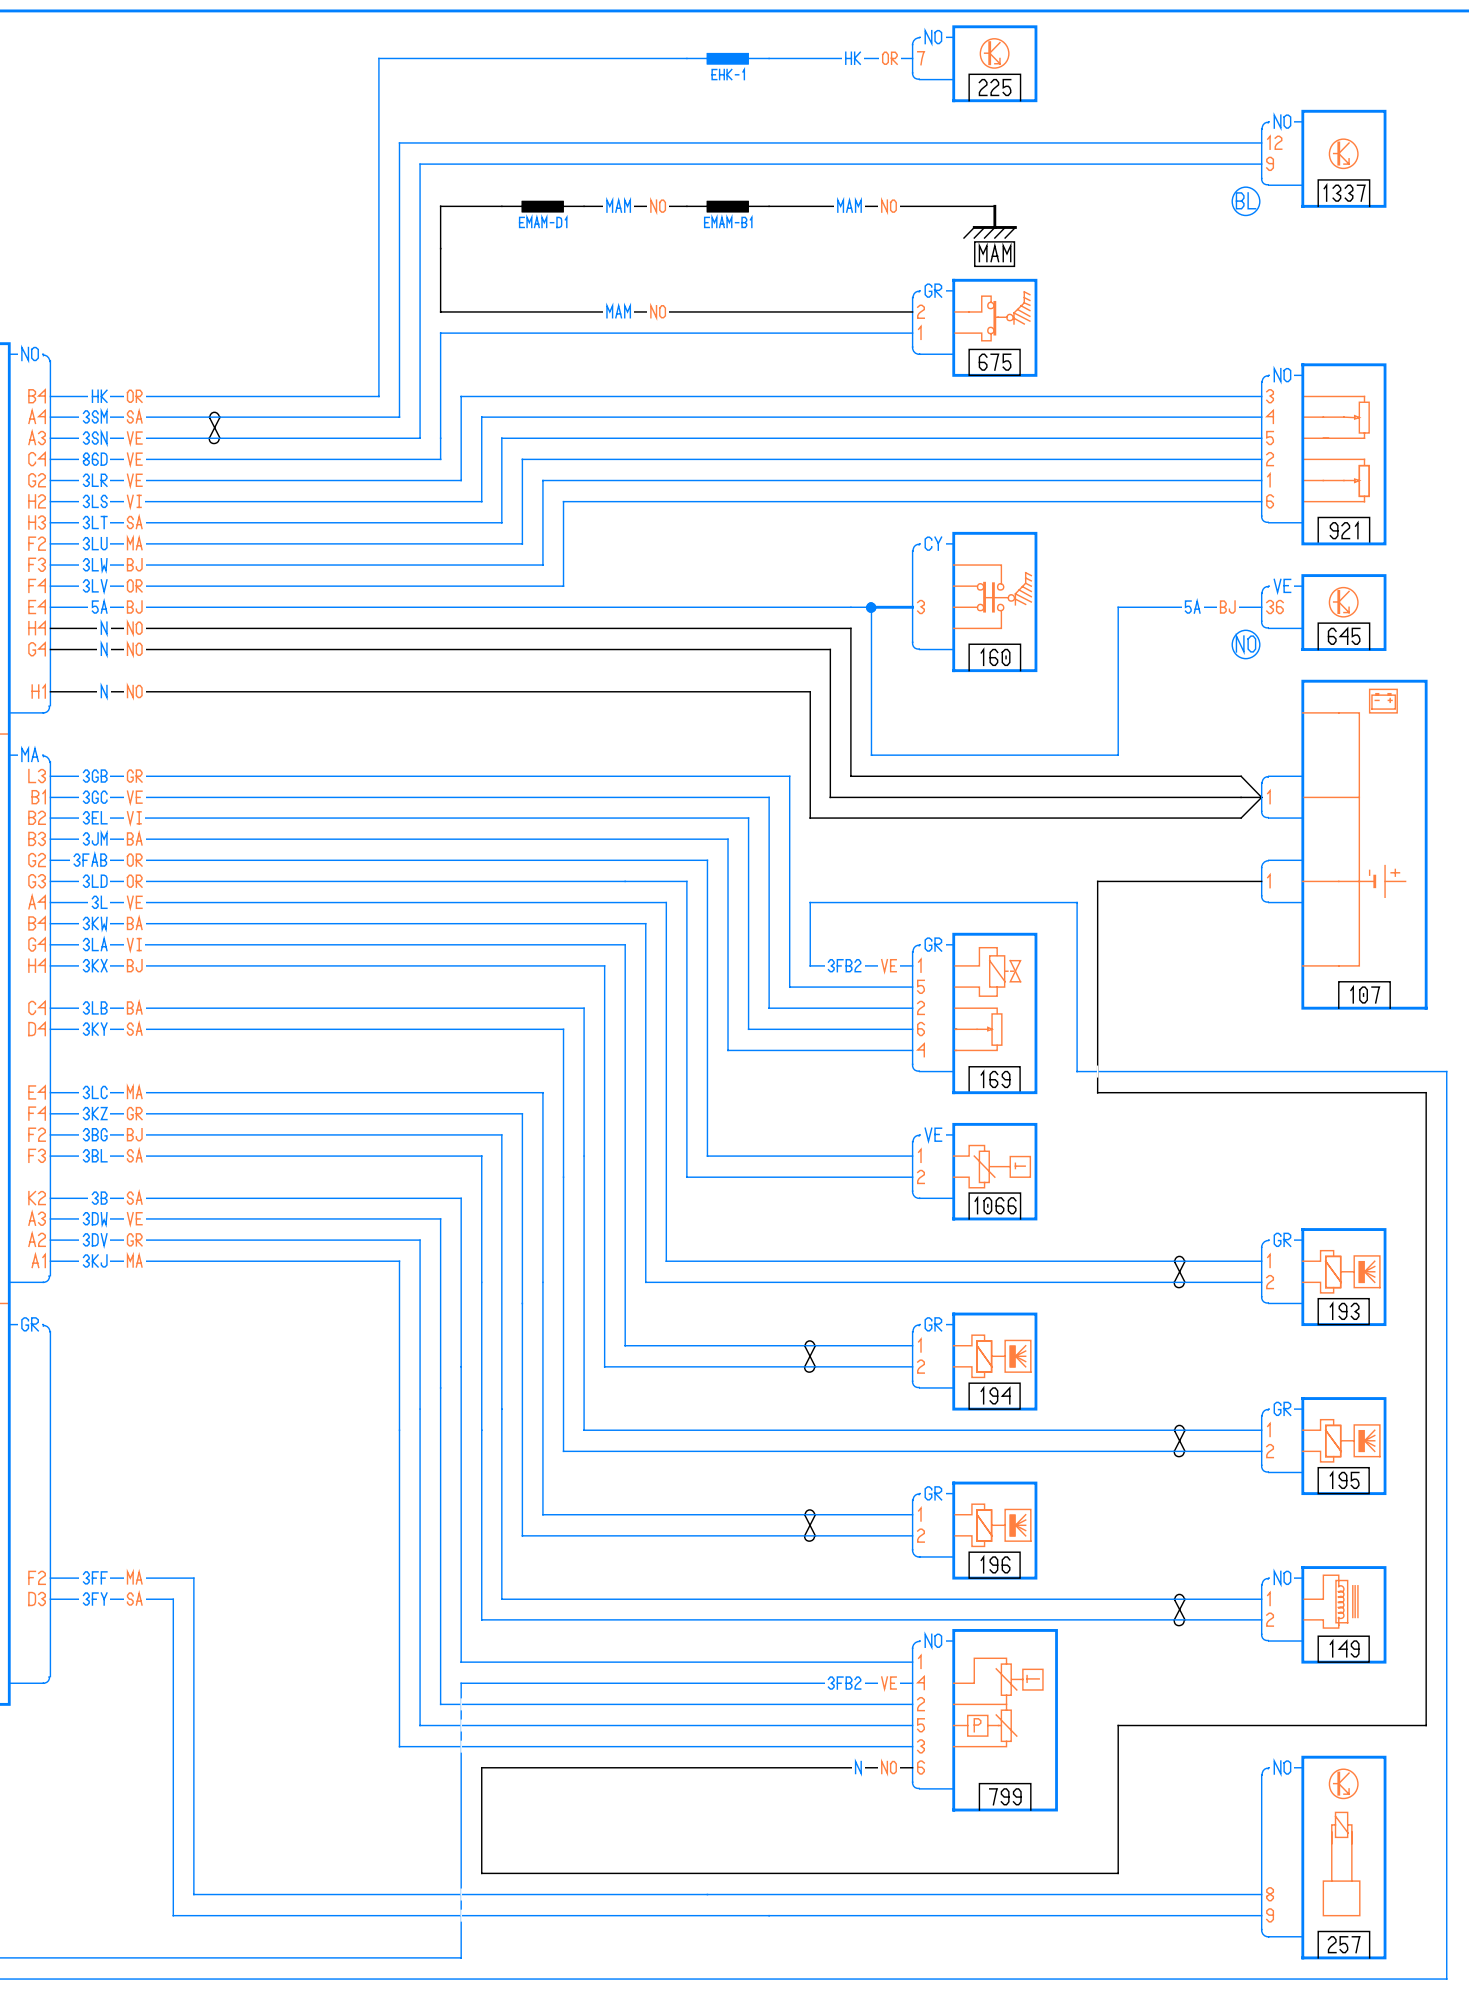 NO
7
HK OR
EHK-1
225
NO
12
9
BL
1337
MAM NO
MAM NO
EMAM-D1
EMAM-B1
MAM
GR
2
MAM NO
1
675
NO
B4 HK OR
A4 3SM SA
A3 3SN VE
C4 86D VE
G2 3LR VE
H2 3LS VI
H3 3LT SA
F2 3LU MA
F3 3LW BJ
F4 3LV OR
E4 5A BJ
H4 N NO
G4 N NO
H1 N NO
NO
3
4
5
2
1
6
921
CY
3
160
VE
5A BJ 36
NO
645
- +
1
1
- +
107
MA
L3 3GB GR
B1 3GC VE
B2 3EL VI
B3 3JM BA
G2 3FAB OR
G3 3LD OR
A4 3L VE
B4 3KW BA
G4 3LA VI
H4 3KX BJ
C4 3LB BA
D4 3KY SA
E4 3LC MA
F4 3KZ GR
F2 3BG BJ
F3 3BL SA
K2 3B SA
A3 3DW VE
A2 3DV GR
A1 3KJ MA
GR
3FB2 VE 1
5
2
6
4
169
VE
1
2
T
1066
GR
1
2
193
GR
1
2
194
GR
1
2
195
GR
1
2
196
GR
F2 3FF MA
D3 3FY SA
NO
1
2
149
NO
1
3FB2 VE 4
2
5
3
N NO 6
T
P
799
NO
8
9
257